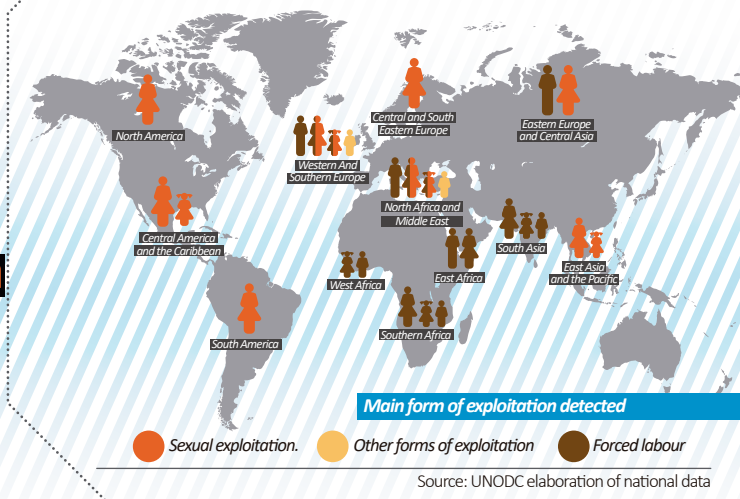 Central and South
Eastern Europe
Eastern Europe
and Central Asia
North America
Western And
Southern Europe
North Africa and
Middle East
Central America
and the Caribbean
South Asia
East Asia
and the Pacific
West Africa
East Africa
Southern Africa
South America
Main form of exploitation detected
Sexual exploitation.
Other forms of exploitation
Forced labour
Source: UNODC elaboration of national data